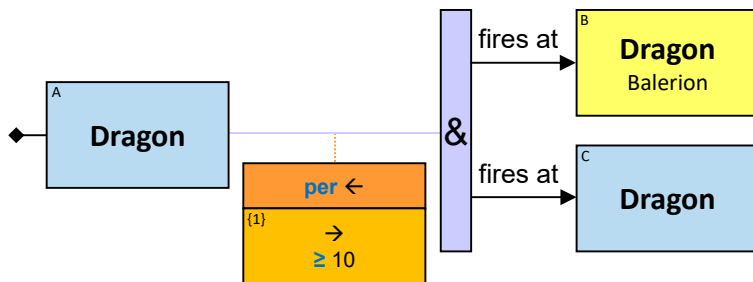 A
Dragon
per ←
{1}
→
≥ 10
&
fires at
B
Dragon
Balerion
fires at
C
Dragon